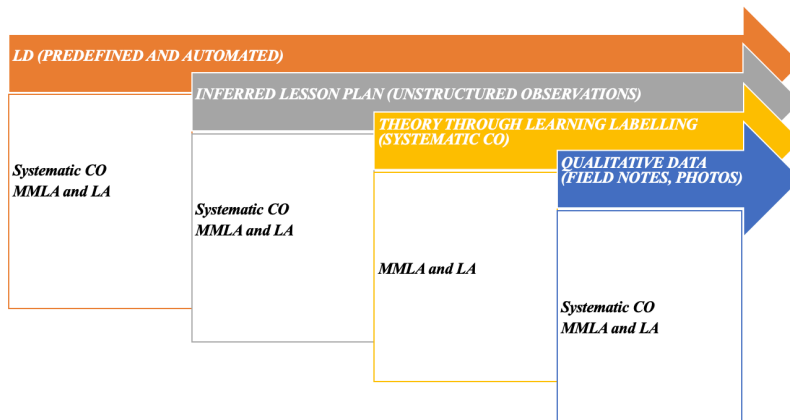 LD (PREDEFINED AND AUTOMATED)
INFERRED LESSON PLAN (UNSTRUCTURED OBSERVATIONS)
THEORY THROUGH LEARNING LABELLING
(SYSTEMATIC CO)
QUALITATIVE DATA
(FIELD NOTES, PHOTOS)
Systematic CO
MMLA and LA
Systematic CO
MMLA and LA
MMLA and LA
Systematic CO
MMLA and LA